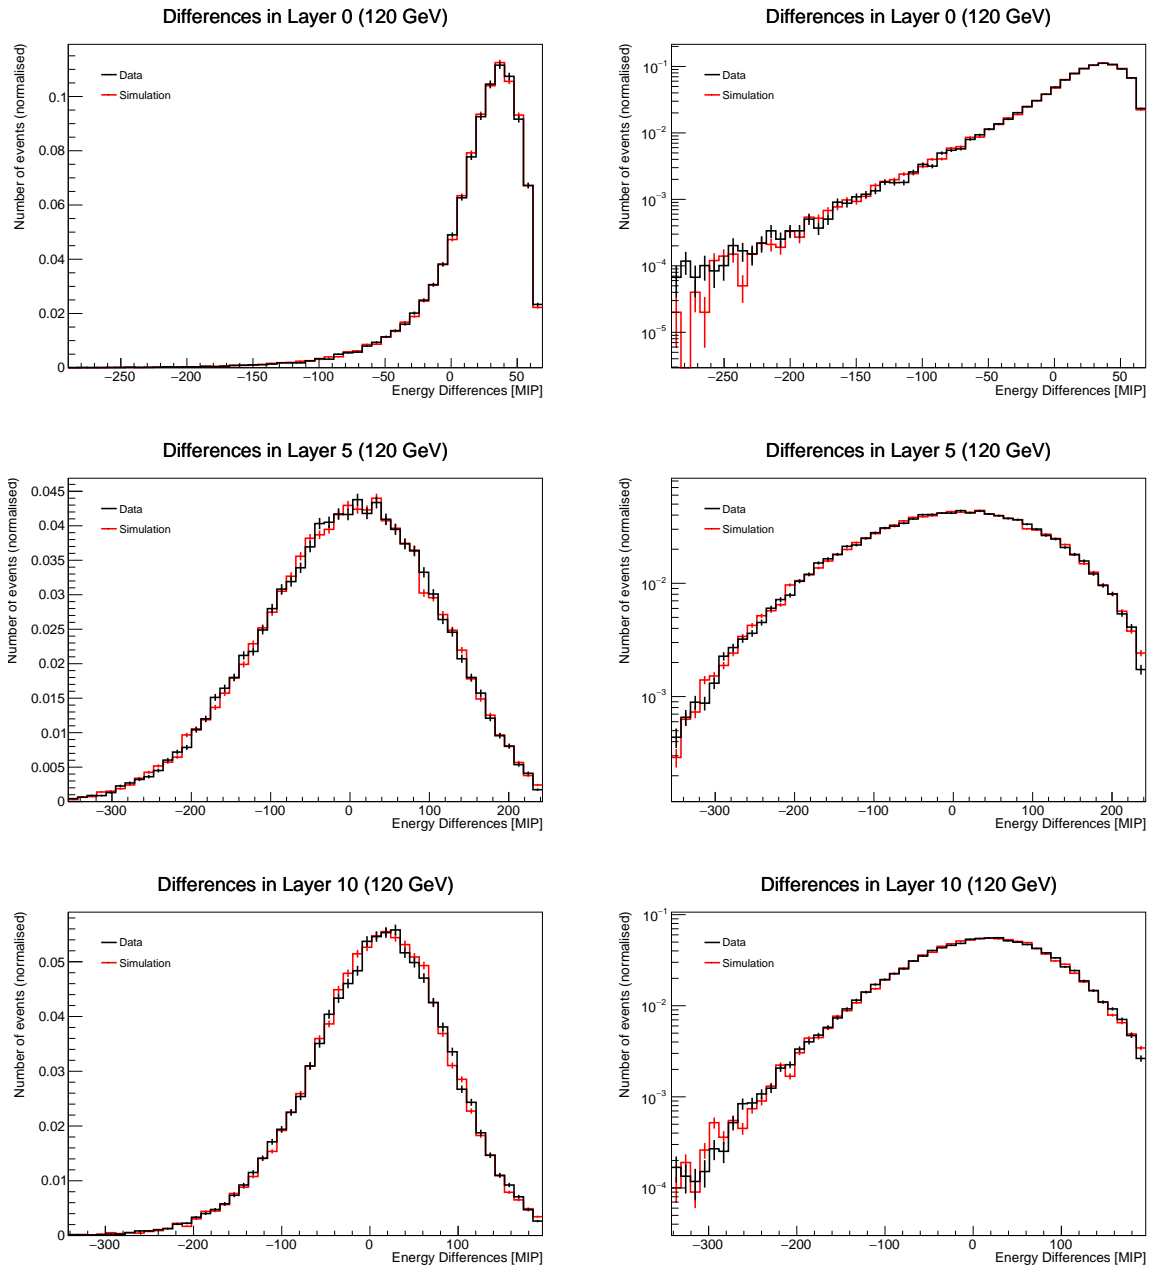 Differences in Layer 0 (120 GeV)
Number of events (normalised)
Data
Simulation
0.1
0.08
0.06
0.04
0.02
0
−250 −200 −150 −100 −50 0 50
Energy Differences [MIP]
Differences in Layer 0 (120 GeV)
Number of events (normalised)
Data
Simulation
10−1
10−2
10−3
10−4
10−5
−250 −200 −150 −100 −50 0 50
Energy Differences [MIP]
Differences in Layer 5 (120 GeV)
Number of events (normalised)
Data
Simulation
0.045
0.04
0.035
0.03
0.025
0.02
0.015
0.01
0.005
0
−300 −200 −100 0 100 200
Energy Differences [MIP]
Differences in Layer 5 (120 GeV)
Number of events (normalised)
Data
Simulation
10−2
10−3
−300 −200 −100 0 100 200
Energy Differences [MIP]
Differences in Layer 10 (120 GeV)
Number of events (normalised)
Data
Simulation
0.05
0.04
0.03
0.02
0.01
0
−300 −200 −100 0 100
Energy Differences [MIP]
Differences in Layer 10 (120 GeV)
Number of events (normalised)
Data
Simulation
10−1
10−2
10−3
10−4
−300 −200 −100 0 100
Energy Differences [MIP]